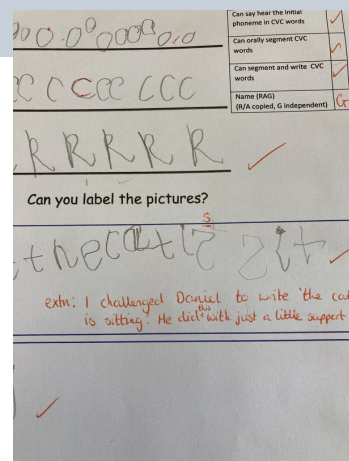 Can say hear the initial
phoneme in CVC words ✓
Can orally segment CVC
words ✓
Can segment and write CVC
words ✓
Name (RAG)
(R/A copied, G independent) G
C C C C C C C C
R R R R R ✓
Can you label the pictures?
s
extn: I challenged Daniel to write 'the cat
is sitting'. He did this with just a little support